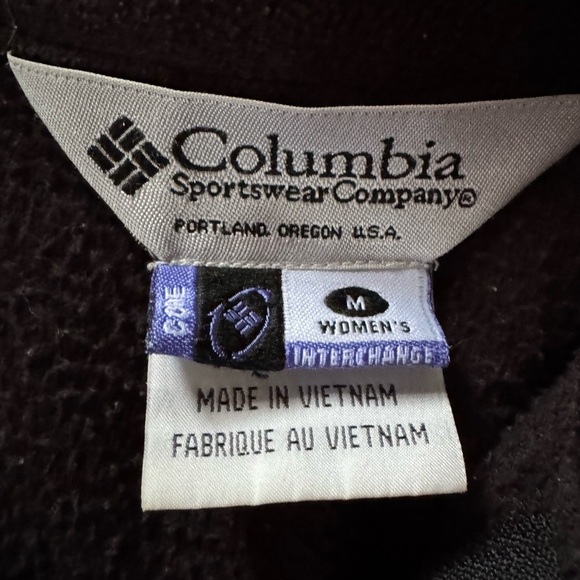 Columbia
Sportswear Company®
PORTLAND, OREGON U.S.A.
CORE
M
WOMEN'S
INTERCHANGE
MADE IN VIETNAM
FABRIQUE AU VIETNAM